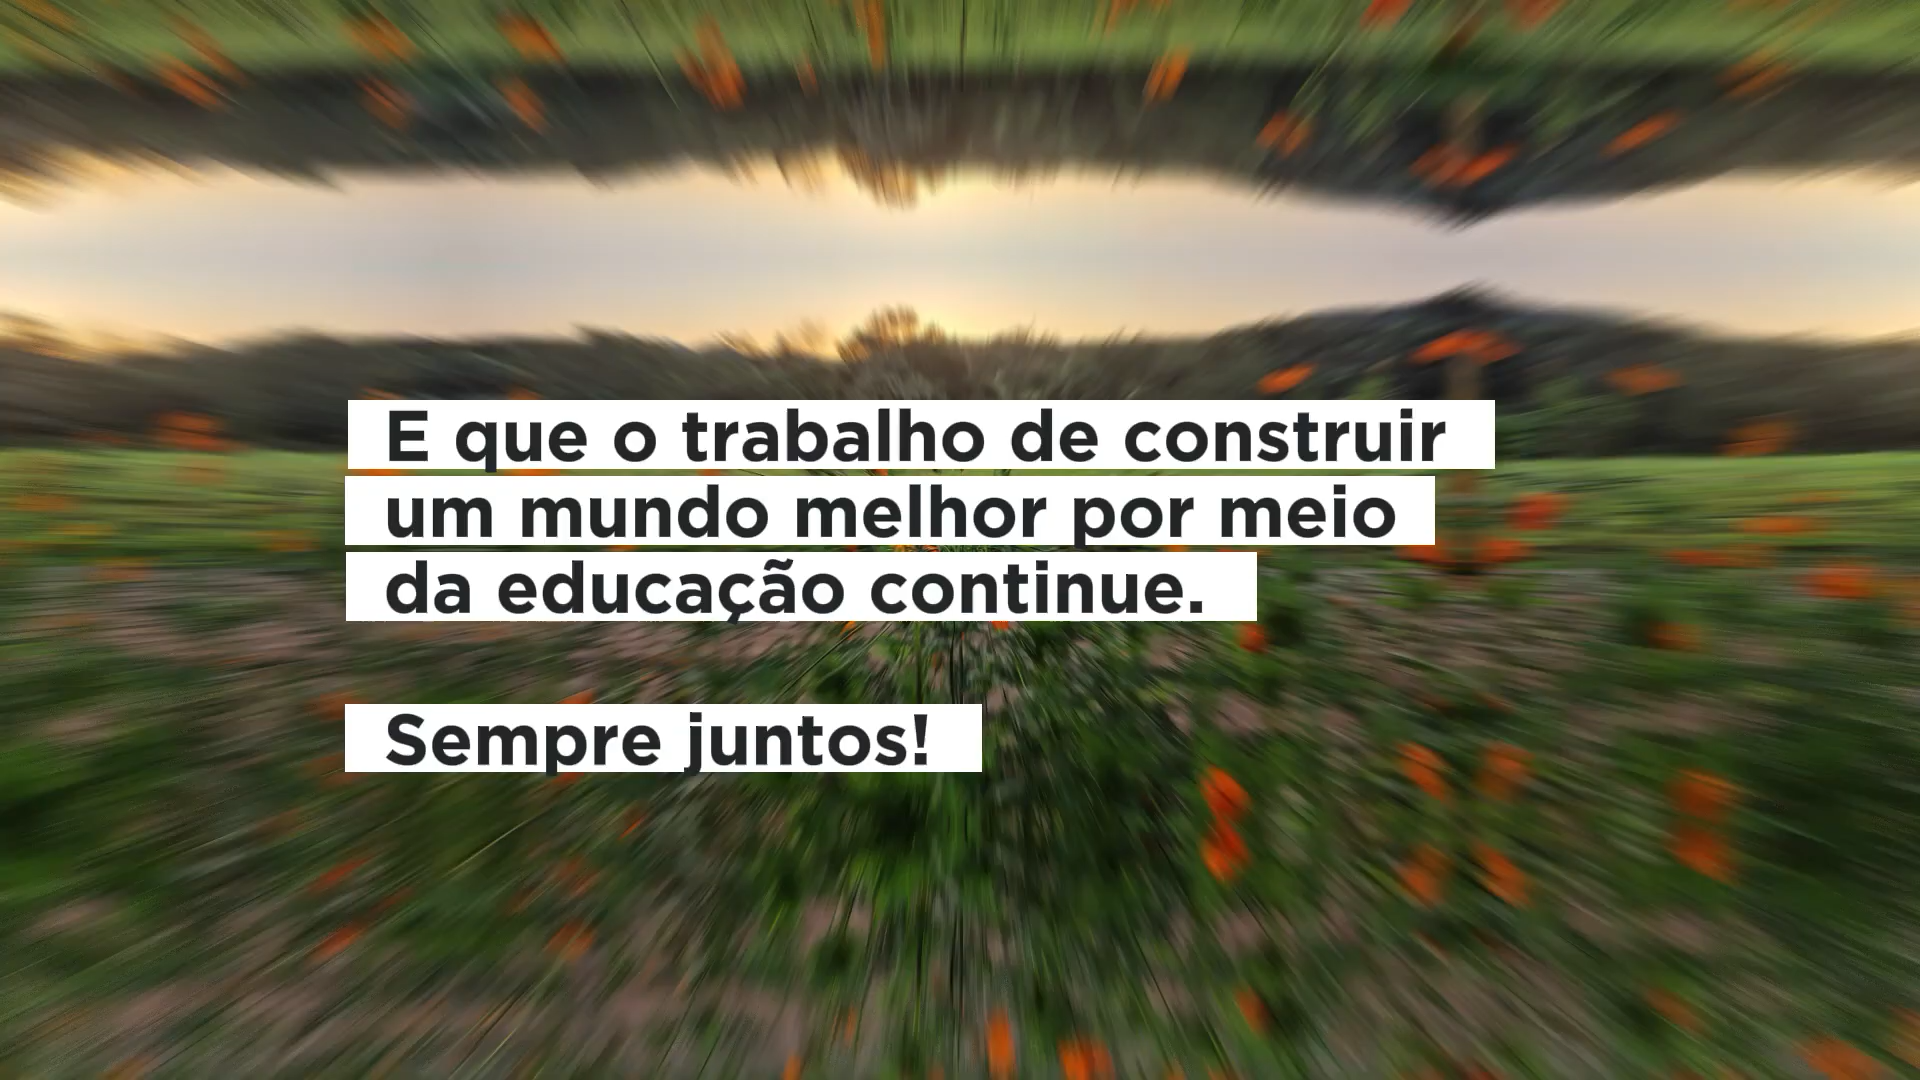 E que o trabalho de construir
um mundo melhor por meio
da educação continue.
Sempre juntos!